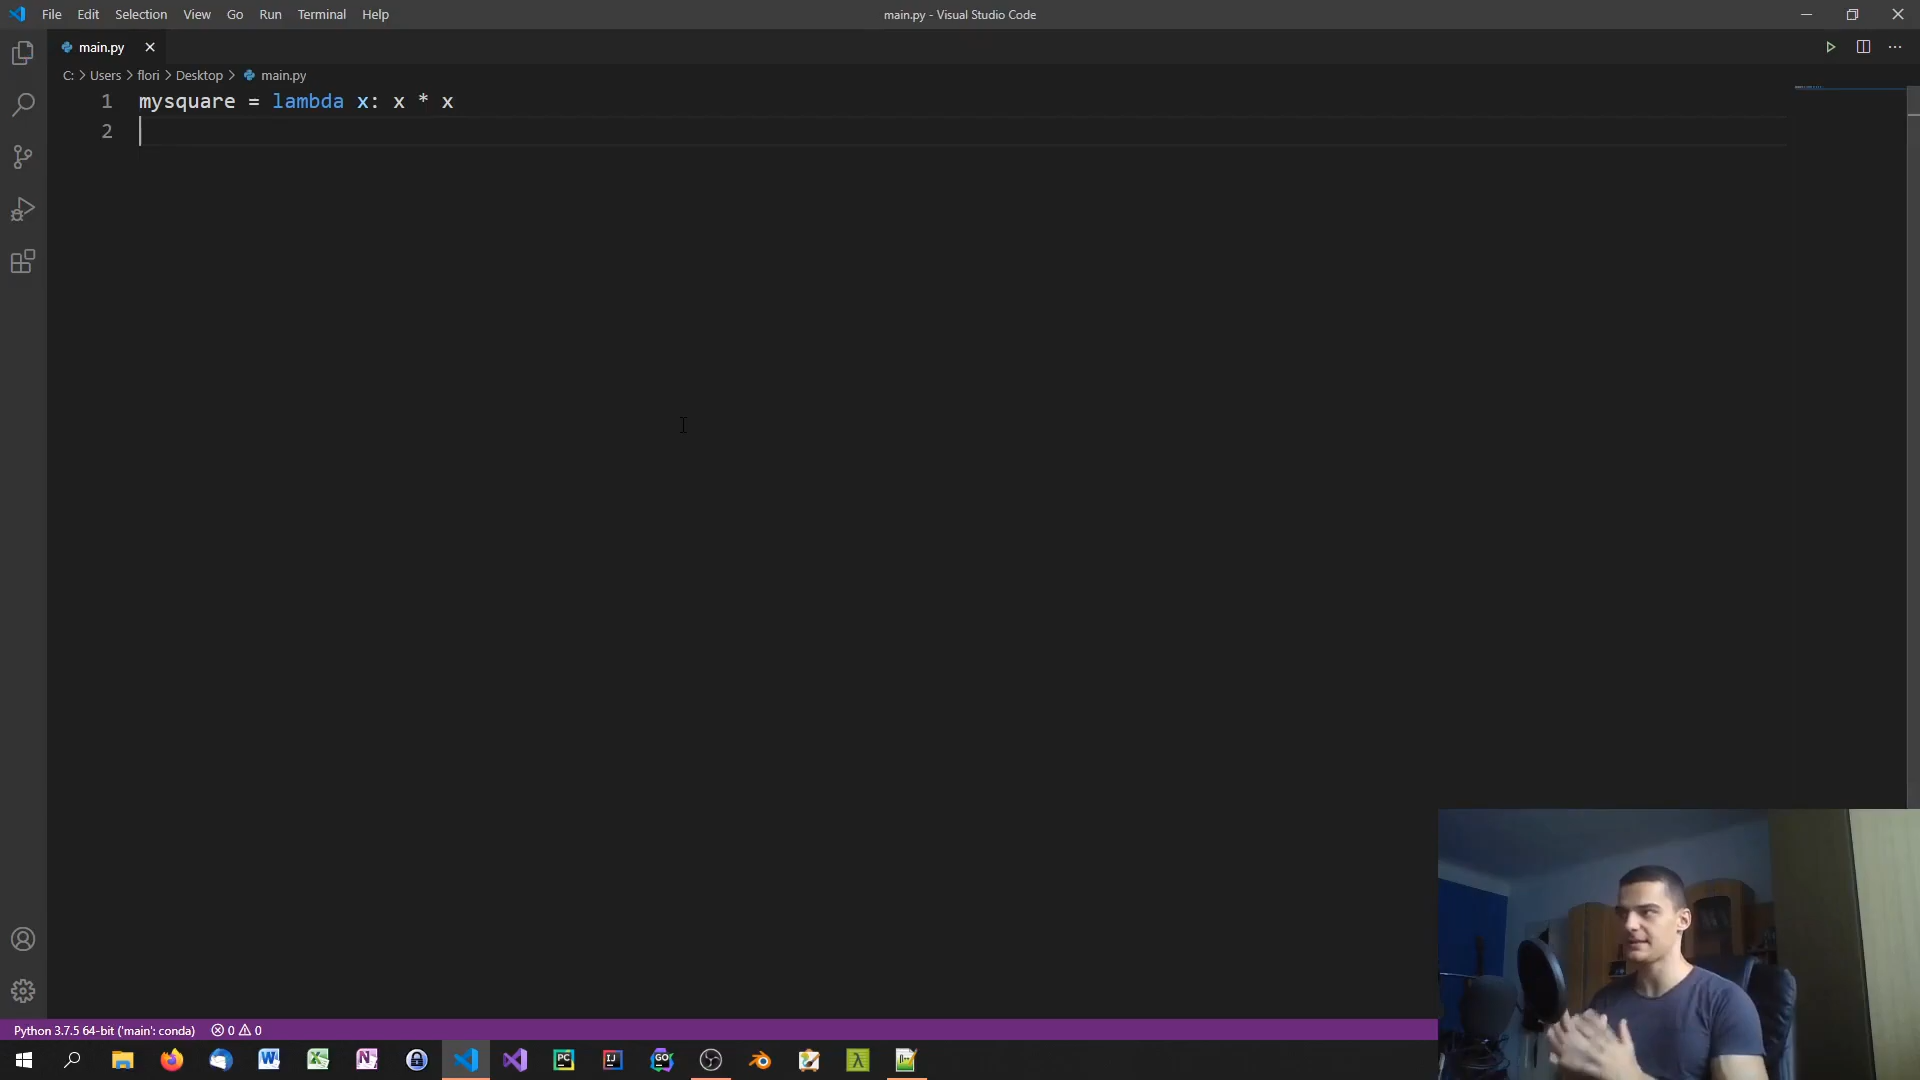 File Edit Selection View Go Run Terminal Help
main.py - Visual Studio Code
main.py
C: > Users > flori > Desktop > main.py
1 mysquare = lambda x: x * x
2
Python 3.7.5 64-bit ('main': conda) 0 0